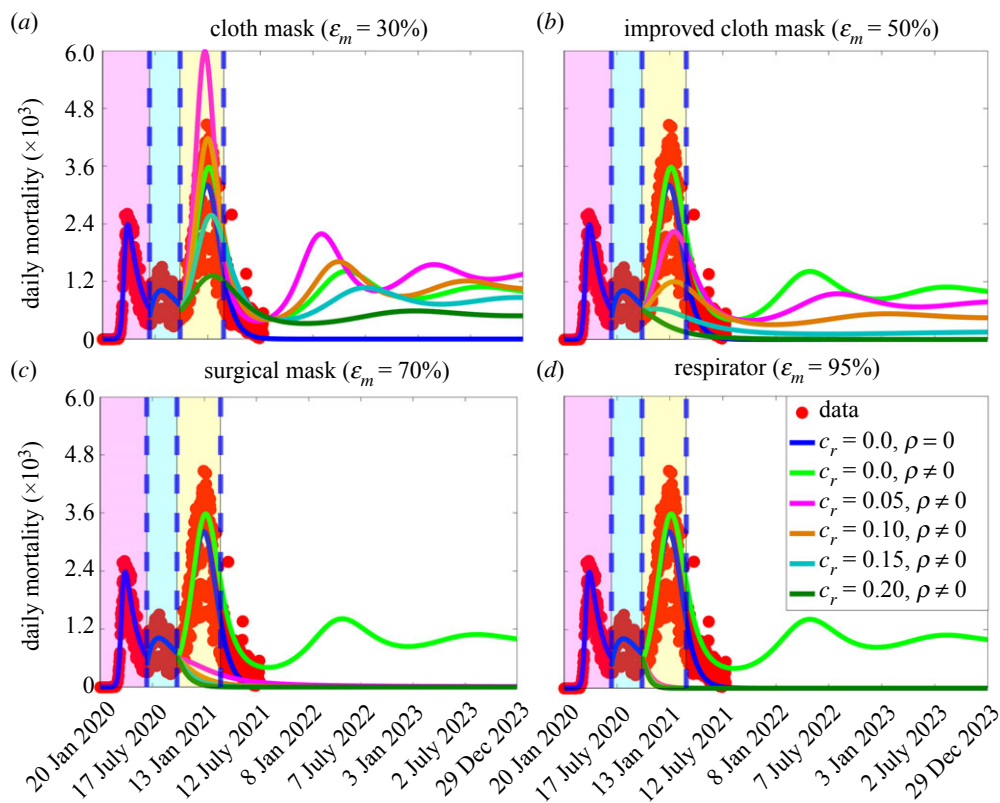 (a) cloth mask (εm = 30%)
(b) improved cloth mask (εm = 50%)
daily mortality (×10³)
6.0
4.8
3.6
2.4
1.2
0
(c) surgical mask (εm = 70%)
(d) respirator (εm = 95%)
daily mortality (×10³)
6.0
4.8
3.6
2.4
1.2
0
data
cr = 0.0, ρ = 0
cr = 0.0, ρ ≠ 0
cr = 0.05, ρ ≠ 0
cr = 0.10, ρ ≠ 0
cr = 0.15, ρ ≠ 0
cr = 0.20, ρ ≠ 0
20 Jan 2020
17 July 2020
13 Jan 2021
12 July 2021
8 Jan 2022
7 July 2022
3 Jan 2023
2 July 2023
29 Dec 2023
20 Jan 2020
17 July 2020
13 Jan 2021
12 July 2021
8 Jan 2022
7 July 2022
3 Jan 2023
2 July 2023
29 Dec 2023